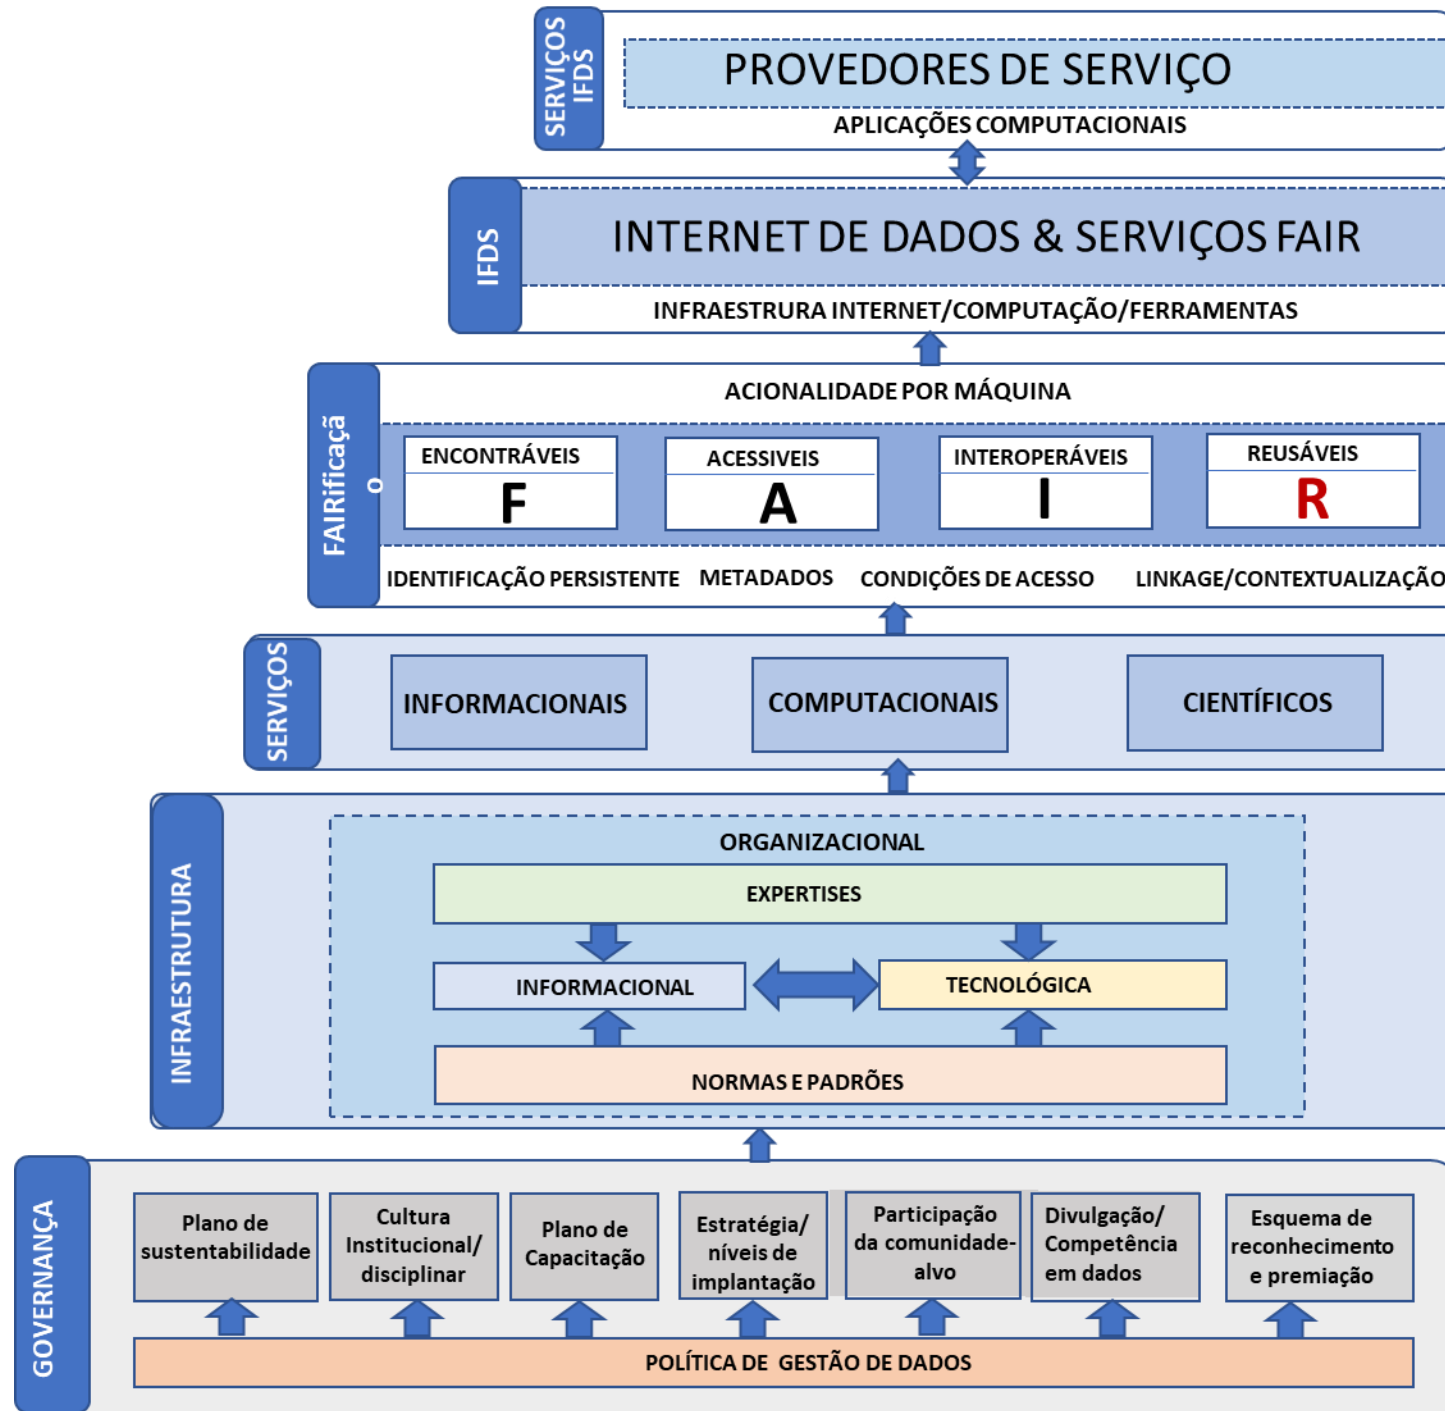 SERVIÇOS
IFDS
PROVEDORES DE SERVIÇO
APLICAÇÕES COMPUTACIONAIS
IFDS
INTERNET DE DADOS & SERVIÇOS FAIR
INFRAESTRURA INTERNET/COMPUTAÇÃO/FERRAMENTAS
FAIRificaçã
o
ACIONALIDADE POR MÁQUINA
ENCONTRÁVEIS
F
ACESSIVEIS
A
INTEROPERÁVEIS
I
REUSÁVEIS
R
IDENTIFICAÇÃO PERSISTENTE
METADADOS
CONDIÇÕES DE ACESSO
LINKAGE/CONTEXTUALIZAÇÃO
SERVIÇOS
INFORMACIONAIS
COMPUTACIONAIS
CIENTÍFICOS
INFRAESTRUTURA
ORGANIZACIONAL
EXPERTISES
INFORMACIONAL
TECNOLÓGICA
NORMAS E PADRÕES
GOVERNANÇA
Plano de
sustentabilidade
Cultura
Institucional/
disciplinar
Plano de
Capacitação
Estratégia/
níveis de
implantação
Participação
da comunidade-
alvo
Divulgação/
Competência
em dados
Esquema de
reconhecimento
e premiação
POLÍTICA DE GESTÃO DE DADOS